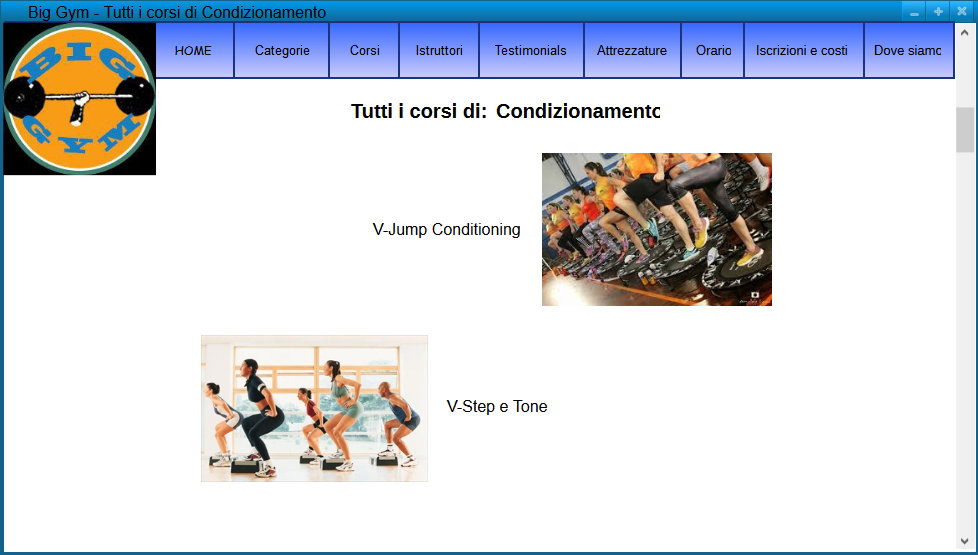 Big Gym - Tutti i corsi di Condizionamento
BIG
GYM
HOME Categorie Corsi Istruttori Testimonials Attrezzature Orario Iscrizioni e costi Dove siamo
Tutti i corsi di: Condizionamento
V-Jump Conditioning
V-Step e Tone